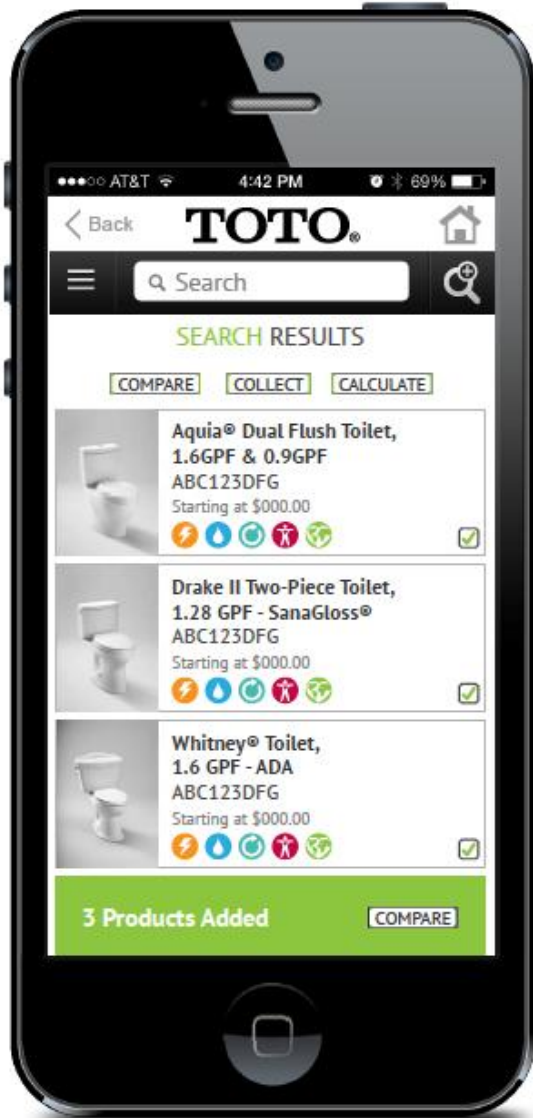 AT&T 4:42 PM 69%
Back TOTO®
Search
SEARCH RESULTS
COMPARE COLLECT CALCULATE
Aquia® Dual Flush Toilet,
1.6GPF & 0.9GPF
ABC123DFG
Starting at $000.00
Drake II Two-Piece Toilet,
1.28 GPF - SanaGloss®
ABC123DFG
Starting at $000.00
Whitney® Toilet,
1.6 GPF - ADA
ABC123DFG
Starting at $000.00
3 Products Added COMPARE